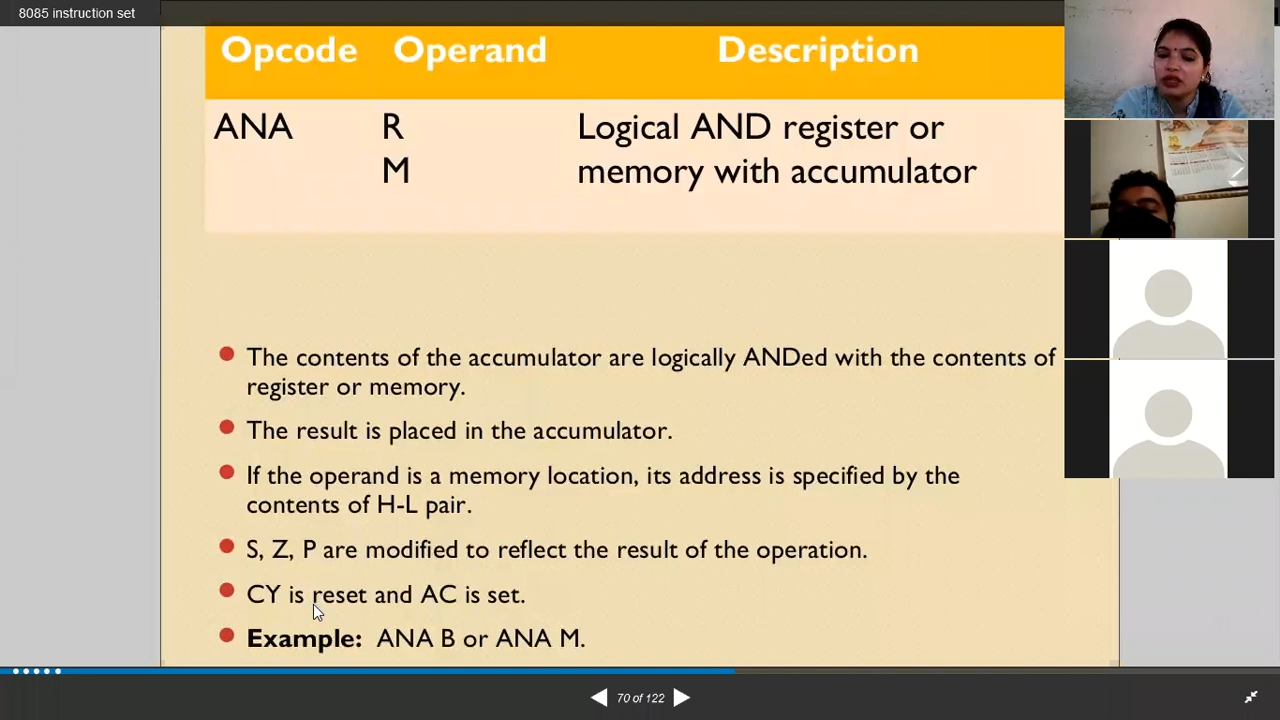 8085 instruction set
Opcode Operand Description
ANA R Logical AND register or
M memory with accumulator
The contents of the accumulator are logically ANDed with the contents of
register or memory.
The result is placed in the accumulator.
If the operand is a memory location, its address is specified by the
contents of H-L pair.
S, Z, P are modified to reflect the result of the operation.
CY is reset and AC is set.
Example: ANA B or ANA M.
70 of 122